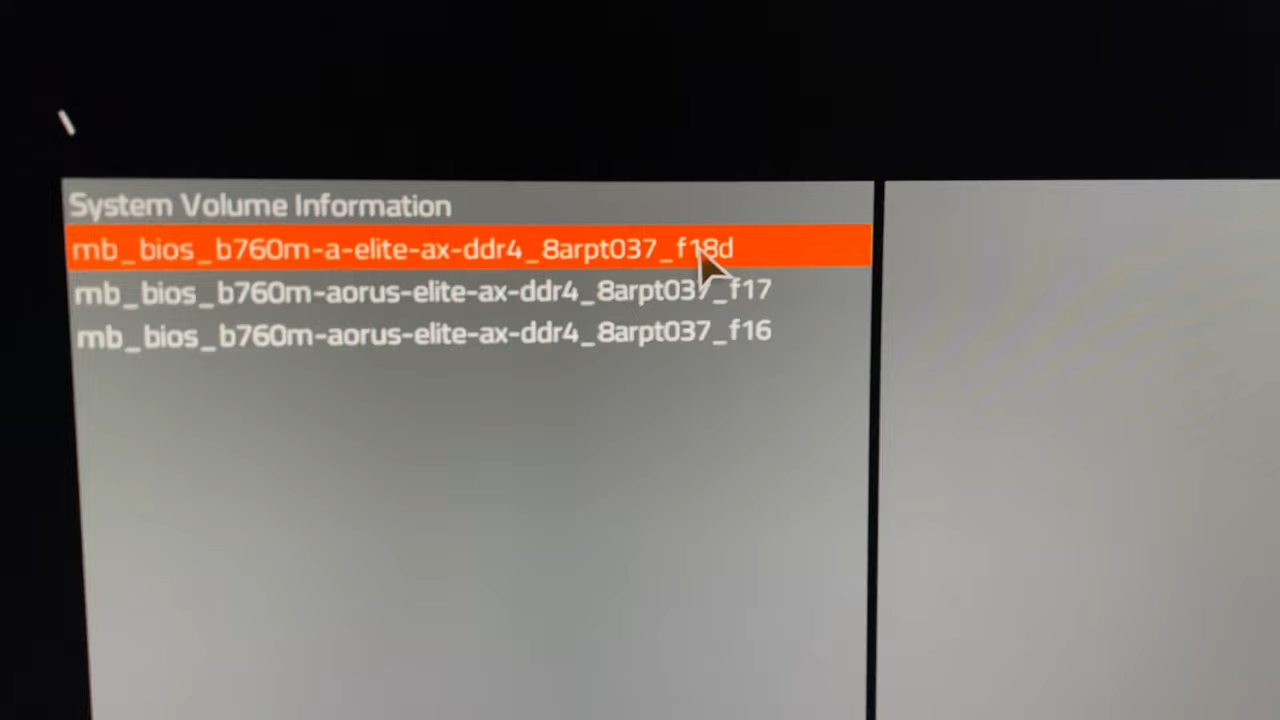 System Volume Information
mb_bios_b760m-a-elite-ax-ddr4_8arpt037_f18d
mb_bios_b760m-aorus-elite-ax-ddr4_8arpt037_f17
mb_bios_b760m-aorus-elite-ax-ddr4_8arpt037_f16